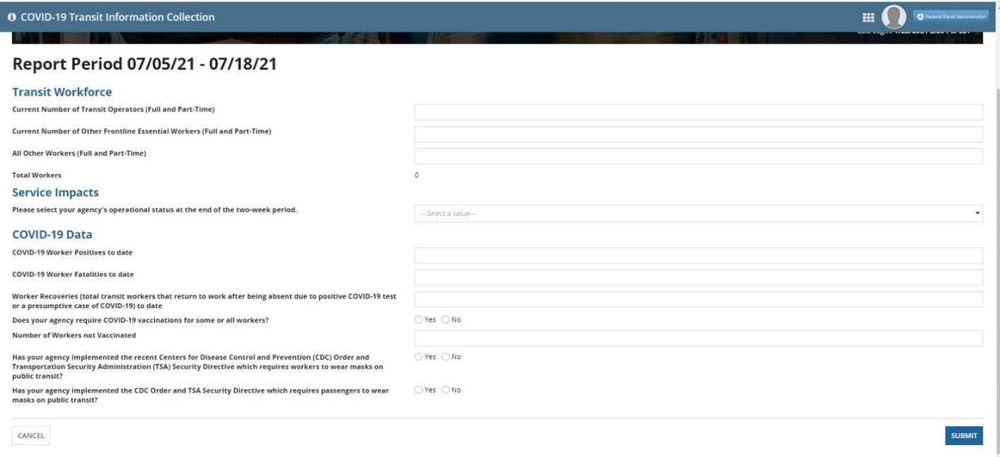 COVID-19 Transit Information Collection
Federal Transit Administration
Report Period 07/05/21 - 07/18/21
Transit Workforce
Current Number of Transit Operators (Full and Part-Time)
Current Number of Other Frontline Essential Workers (Full and Part-Time)
All Other Workers (Full and Part-Time)
Total Workers 0
Service Impacts
Please select your agency's operational status at the end of the two-week period. ---Select a value---
COVID-19 Data
COVID-19 Worker Positives to date
COVID-19 Worker Fatalities to date
Worker Recoveries (total transit workers that return to work after being absent due to positive COVID-19 test
or a presumptive case of COVID-19) to date
Does your agency require COVID-19 vaccinations for some or all workers? Yes No
Number of Workers not Vaccinated
Has your agency implemented the recent Centers for Disease Control and Prevention (CDC) Order and Yes No
Transportation Security Administration (TSA) Security Directive which requires workers to wear masks on
public transit?
Has your agency implemented the CDC Order and TSA Security Directive which requires passengers to wear Yes No
masks on public transit?
CANCEL SUBMIT